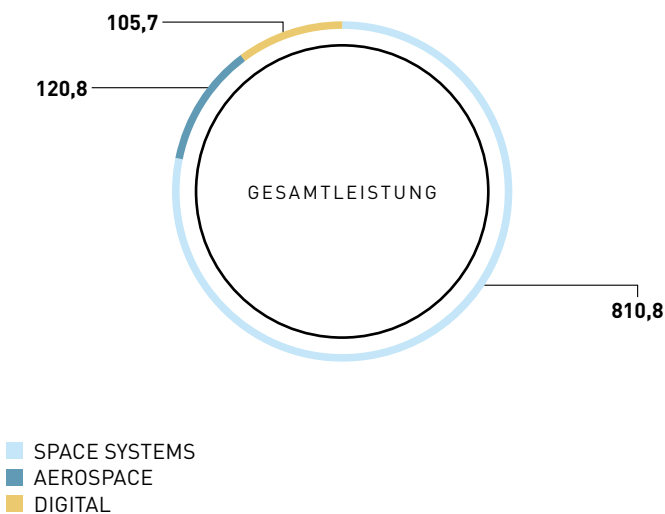 105,7
120,8
GESAMTLEISTUNG
810,8
SPACE SYSTEMS
AEROSPACE
DIGITAL